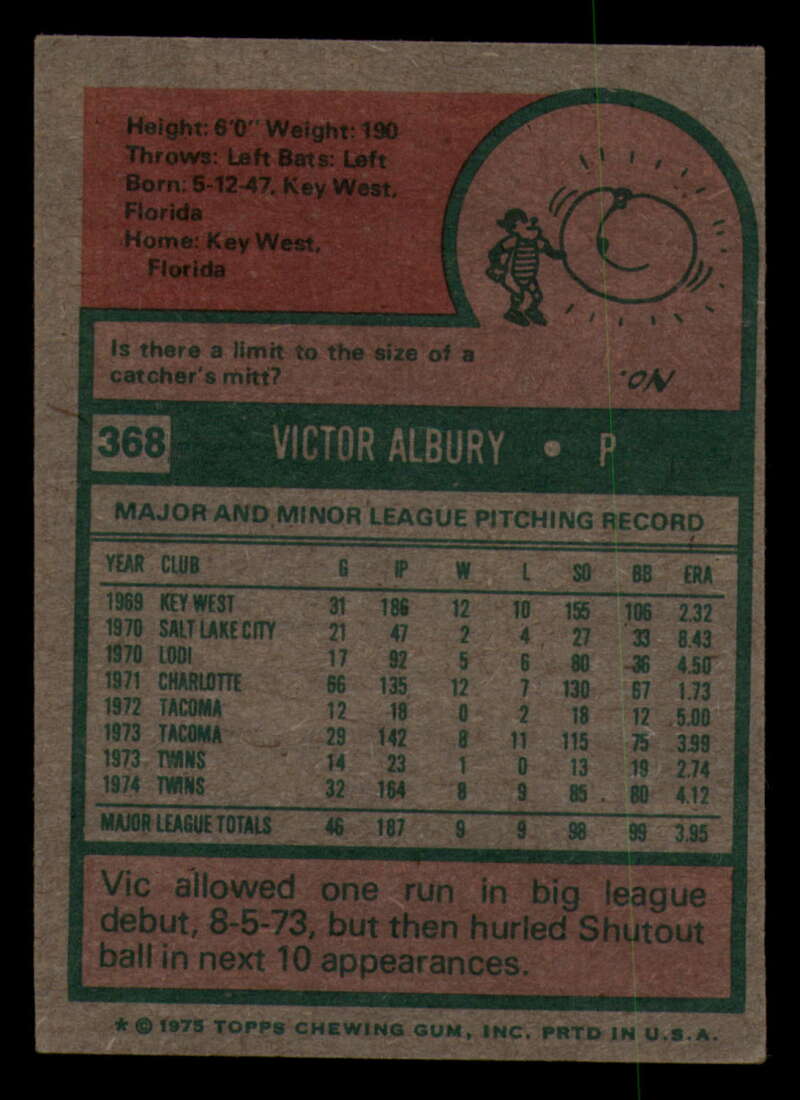 Height: 6'0" Weight: 190
Throws: Left Bats: Left
Born: 5-12-47, Key West,
Florida
Home: Key West,
Florida
Is there a limit to the size of a
catcher's mitt?
NO.
368 VICTOR ALBURY • P
MAJOR AND MINOR LEAGUE PITCHING RECORD
YEAR CLUB G IP W L SO BB ERA
1969 KEY WEST 31 186 12 10 155 106 2.32
1970 SALT LAKE CITY 21 47 2 4 27 33 8.43
1970 LODI 17 92 5 6 80 36 4.50
1971 CHARLOTTE 66 135 12 7 130 67 1.73
1972 TACOMA 12 18 0 2 18 12 5.00
1973 TACOMA 29 142 8 11 115 75 3.99
1973 TWINS 14 23 1 0 13 19 2.74
1974 TWINS 32 164 8 9 85 80 4.12
MAJOR LEAGUE TOTALS 46 187 9 9 98 99 3.95
Vic allowed one run in big league
debut, 8-5-73, but then hurled Shutout
ball in next 10 appearances.
* © 1975 TOPPS CHEWING GUM, INC. PRTD IN U.S.A.